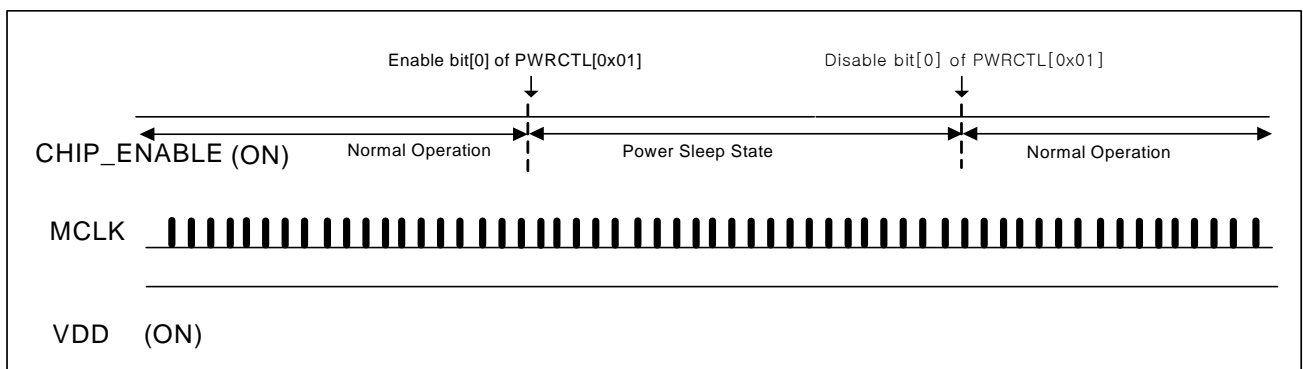 Enable bit[0] of PWRCTL[0x01] Disable bit[0] of PWRCTL[0x01]
CHIP_ENABLE (ON) Normal Operation Power Sleep State Normal Operation
MCLK
VDD (ON)